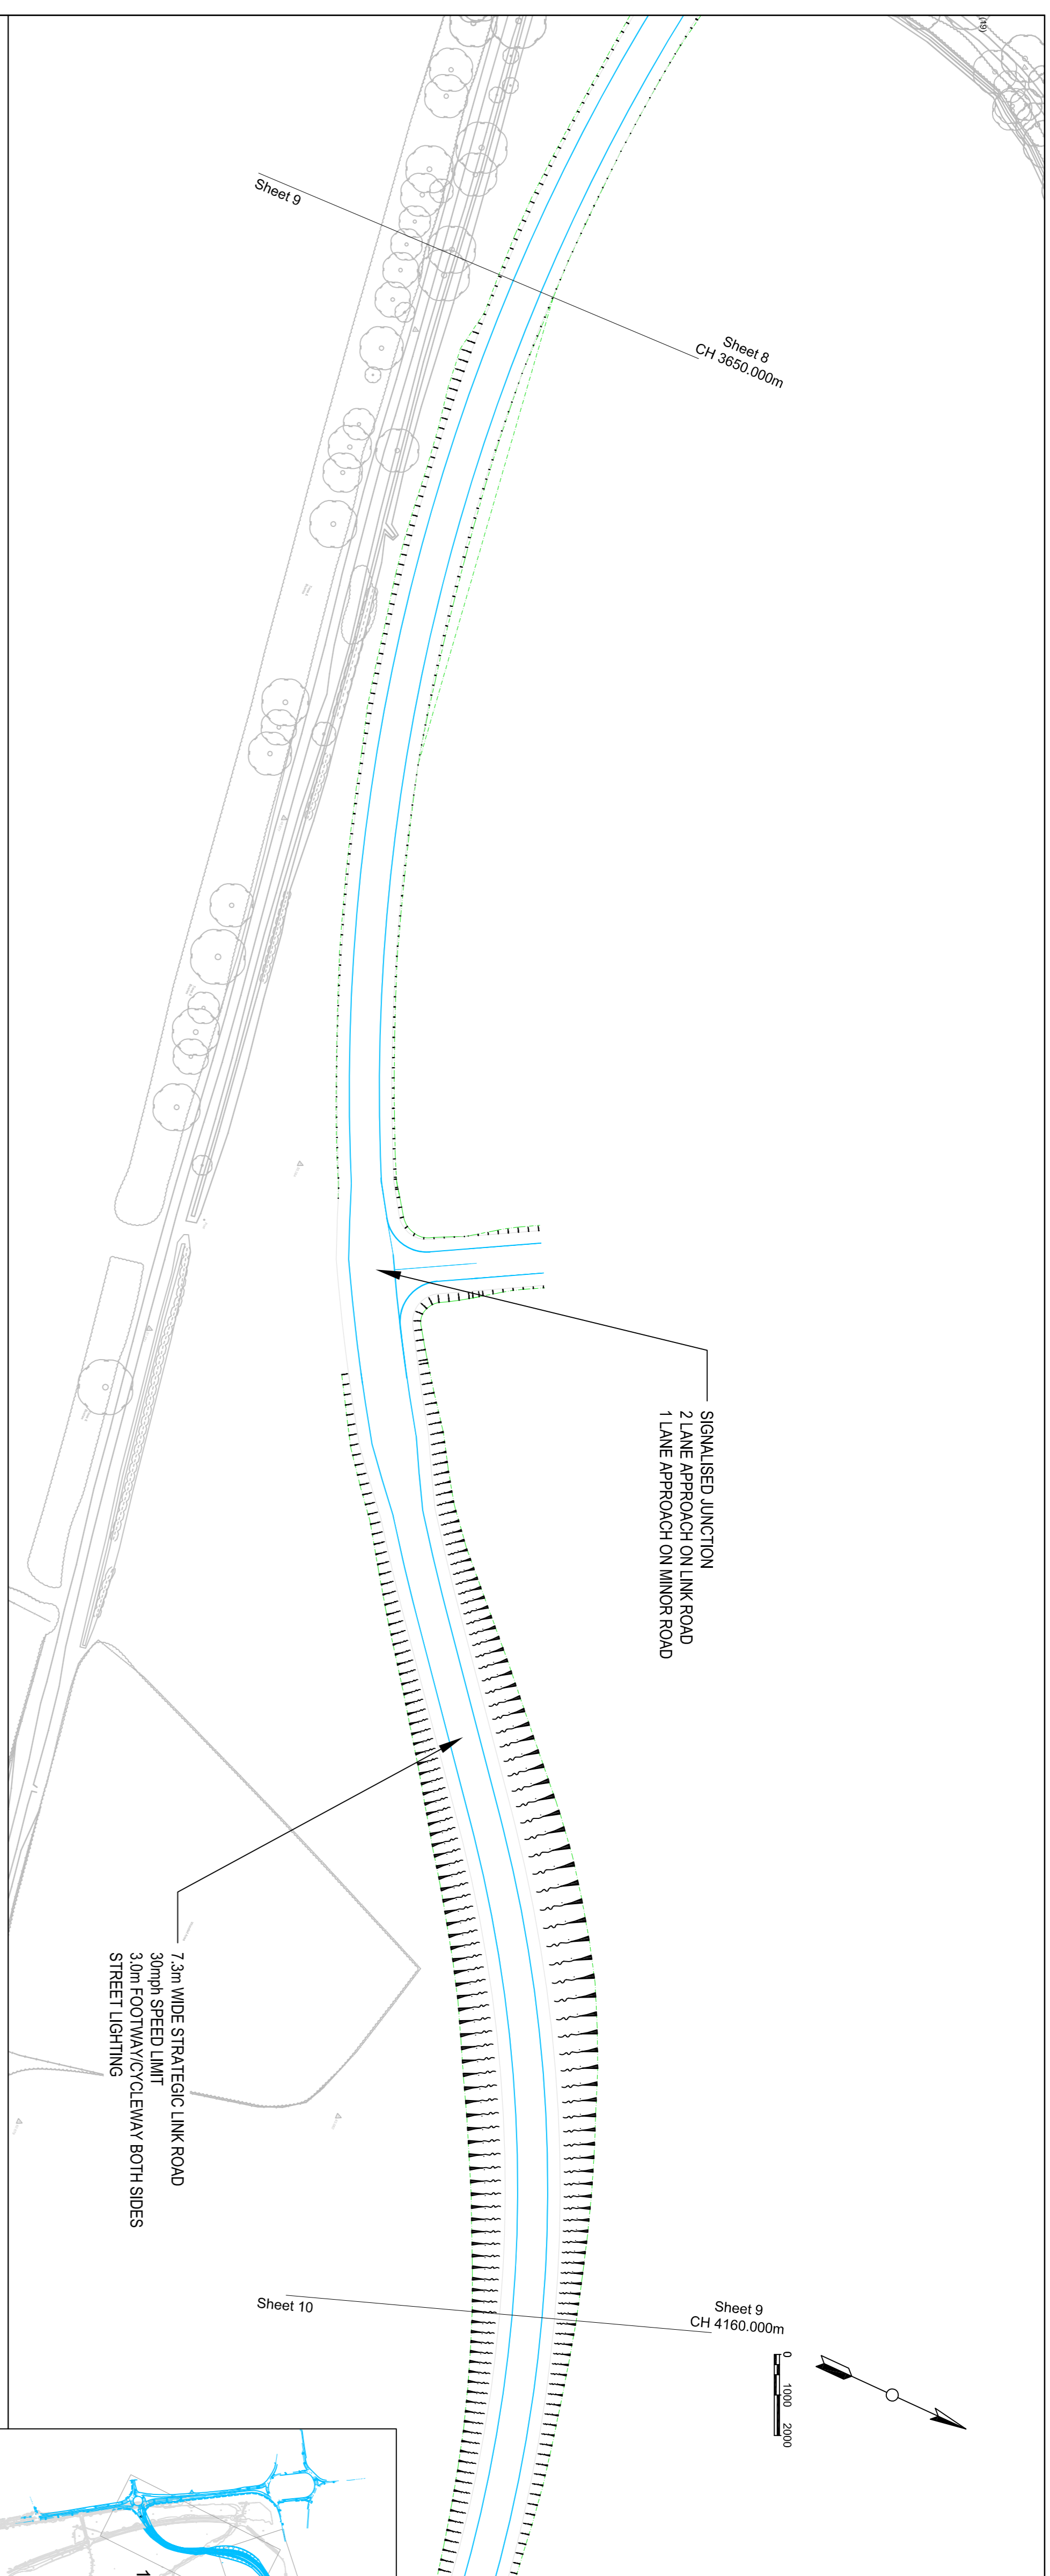 (19)
Sheet 9
Sheet 8
CH 3650.000m
SIGNALISED JUNCTION
2 LANE APPROACH ON LINK ROAD
1 LANE APPROACH ON MINOR ROAD
7.3m WIDE STRATEGIC LINK ROAD
30mph SPEED LIMIT
3.0m FOOTWAY/CYCLEWAY BOTH SIDES
STREET LIGHTING
Sheet 10
Sheet 9
CH 4160.000m
0 1000 2000
1